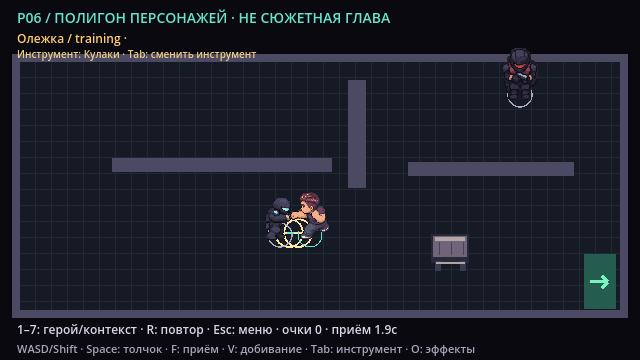 P06 / ПОЛИГОН ПЕРСОНАЖЕЙ · НЕ СЮЖЕТНАЯ ГЛАВА
Олежка / training ·
Инструмент: Кулаки · Tab: сменить инструмент
1–7: герой/контекст · R: повтор · Esc: меню · очки 0 · приём 1.9с
WASD/Shift · Space: толчок · F: приём · V: добивание · Tab: инструмент · O: эффекты